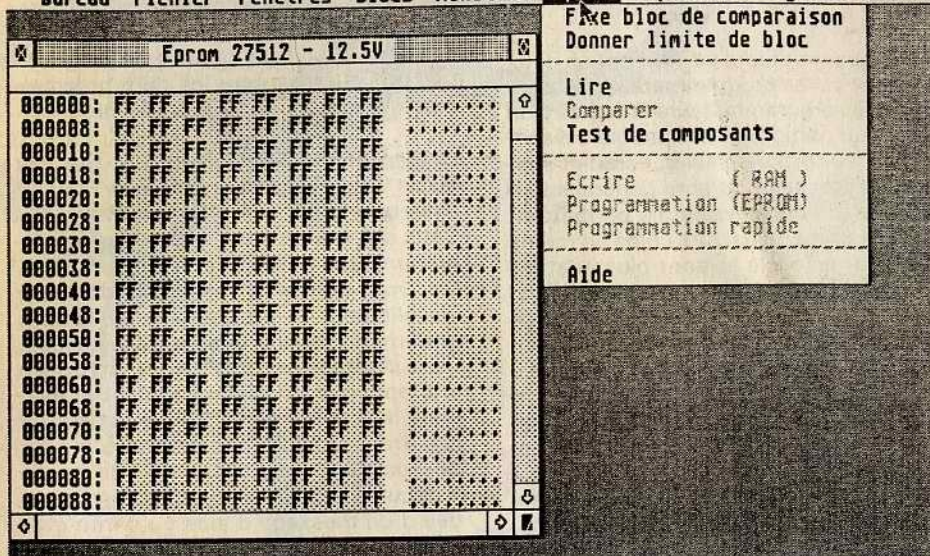 Bureau Fichier Fenêtres Blocs
Eprom 27512 - 12.5V
000000: FF FF FF FF FF FF FF FF ........
000008: FF FF FF FF FF FF FF FF ........
000010: FF FF FF FF FF FF FF FF ........
000018: FF FF FF FF FF FF FF FF ........
000020: FF FF FF FF FF FF FF FF ........
000028: FF FF FF FF FF FF FF FF ........
000030: FF FF FF FF FF FF FF FF ........
000038: FF FF FF FF FF FF FF FF ........
000040: FF FF FF FF FF FF FF FF ........
000048: FF FF FF FF FF FF FF FF ........
000050: FF FF FF FF FF FF FF FF ........
000058: FF FF FF FF FF FF FF FF ........
000060: FF FF FF FF FF FF FF FF ........
000068: FF FF FF FF FF FF FF FF ........
000070: FF FF FF FF FF FF FF FF ........
000078: FF FF FF FF FF FF FF FF ........
000080: FF FF FF FF FF FF FF FF ........
000088: FF FF FF FF FF FF FF FF ........
Fixe bloc de comparaison
Donner limite de bloc
Lire
Comparer
Test de composants
Ecrire ( RAM )
Programmation (EPROM)
Programmation rapide
Aide